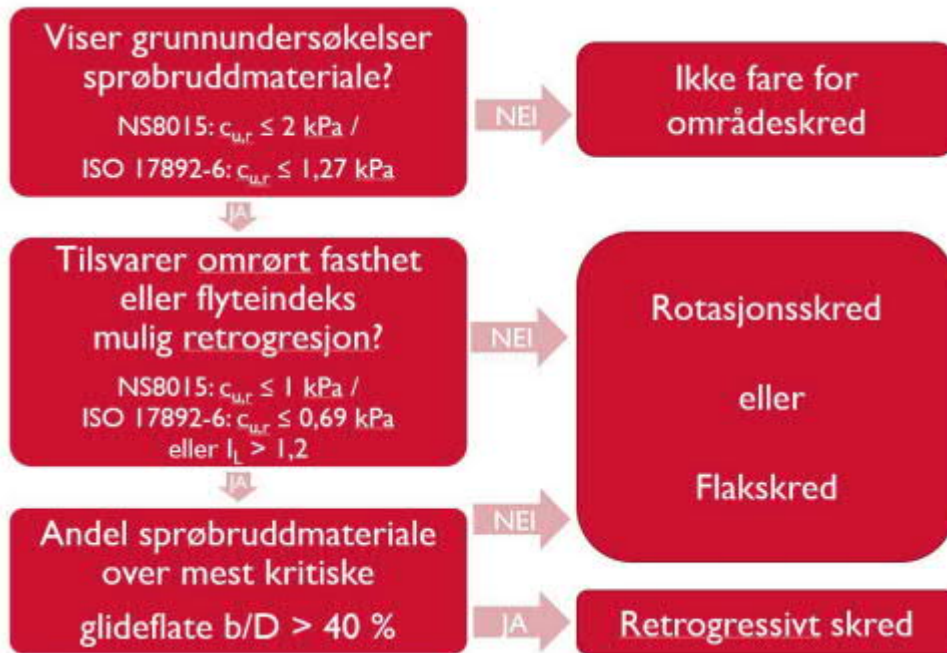 Viser grunnundersøkelser
sprøbruddmateriale?
NS8015: cu,r ≤ 2 kPa /
ISO 17892-6: cu,r ≤ 1,27 kPa
NEI
Ikke fare for
områdeskred
JA
Tilsvarer omrørt fasthet
eller flyteindeks
mulig retrogresjon?
NS8015: cu,r ≤ 1 kPa /
ISO 17892-6: cu,r ≤ 0,69 kPa
eller IL > 1,2
NEI
Rotasjonsskred
eller
Flakskred
JA
Andel sprøbruddmateriale
over mest kritiske
glideflate b/D > 40 %
NEI
JA
Retrogressivt skred